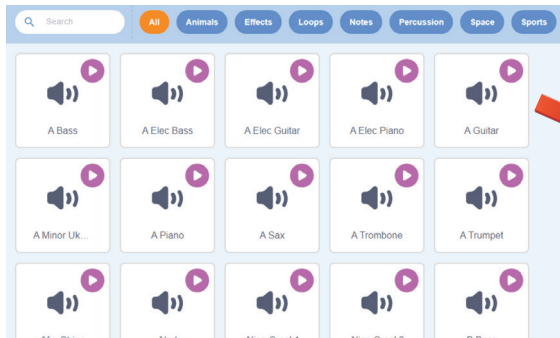 Search All Animals Effects Loops Notes Percussion Space Sports
A Bass A Elec Bass A Elec Guitar A Elec Piano A Guitar
A Minor Uk... A Piano A Sax A Trombone A Trumpet